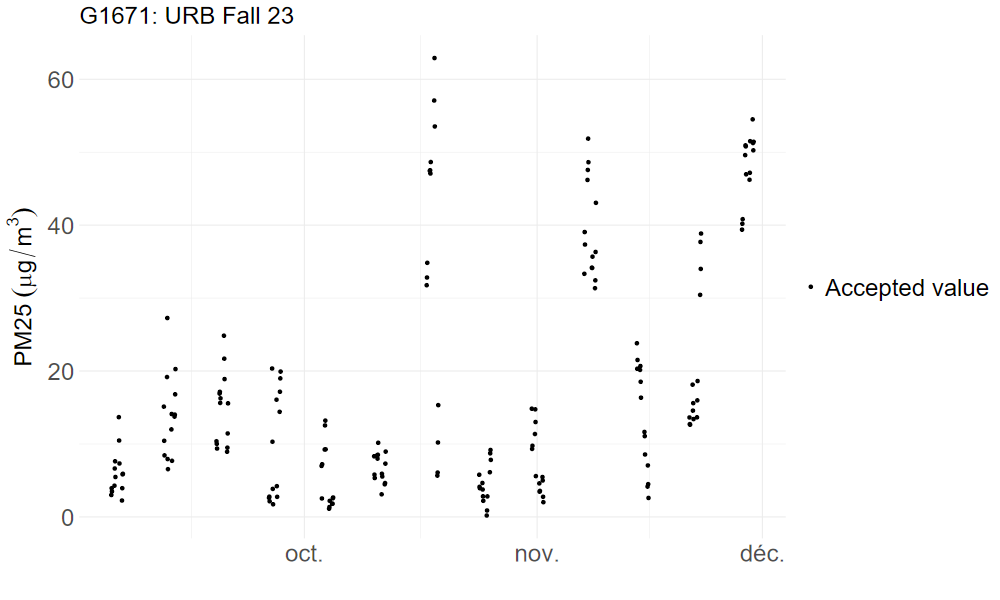 G1671: URB Fall 23
PM25 (μg/m³)
60
40
20
0
oct.
nov.
déc.
Accepted value